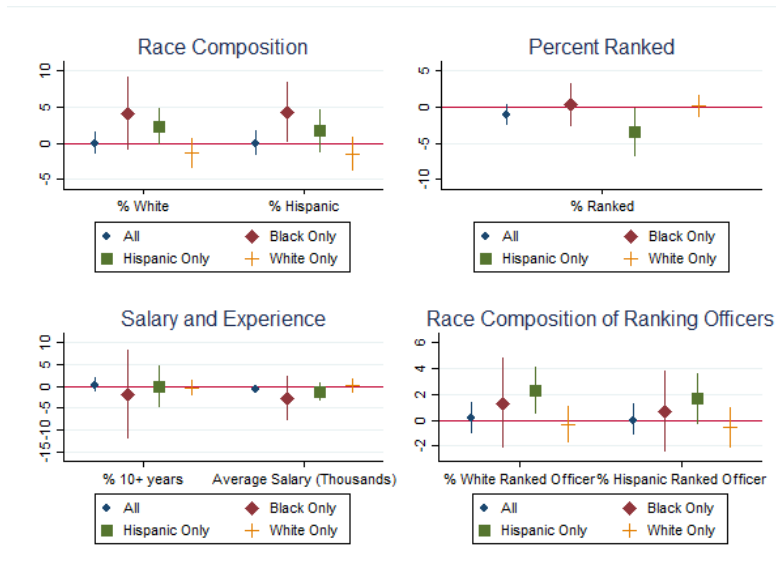 Race Composition
10
5
0
-5
% White % Hispanic
All Black Only
Hispanic Only White Only
Percent Ranked
5
0
-5
-10
% Ranked
All Black Only
Hispanic Only White Only
Salary and Experience
10
5
0
-5
-10
-15
% 10+ years Average Salary (Thousands)
All Black Only
Hispanic Only White Only
Race Composition of Ranking Officers
6
4
2
0
-2
% White Ranked Officer % Hispanic Ranked Officer
All Black Only
Hispanic Only White Only